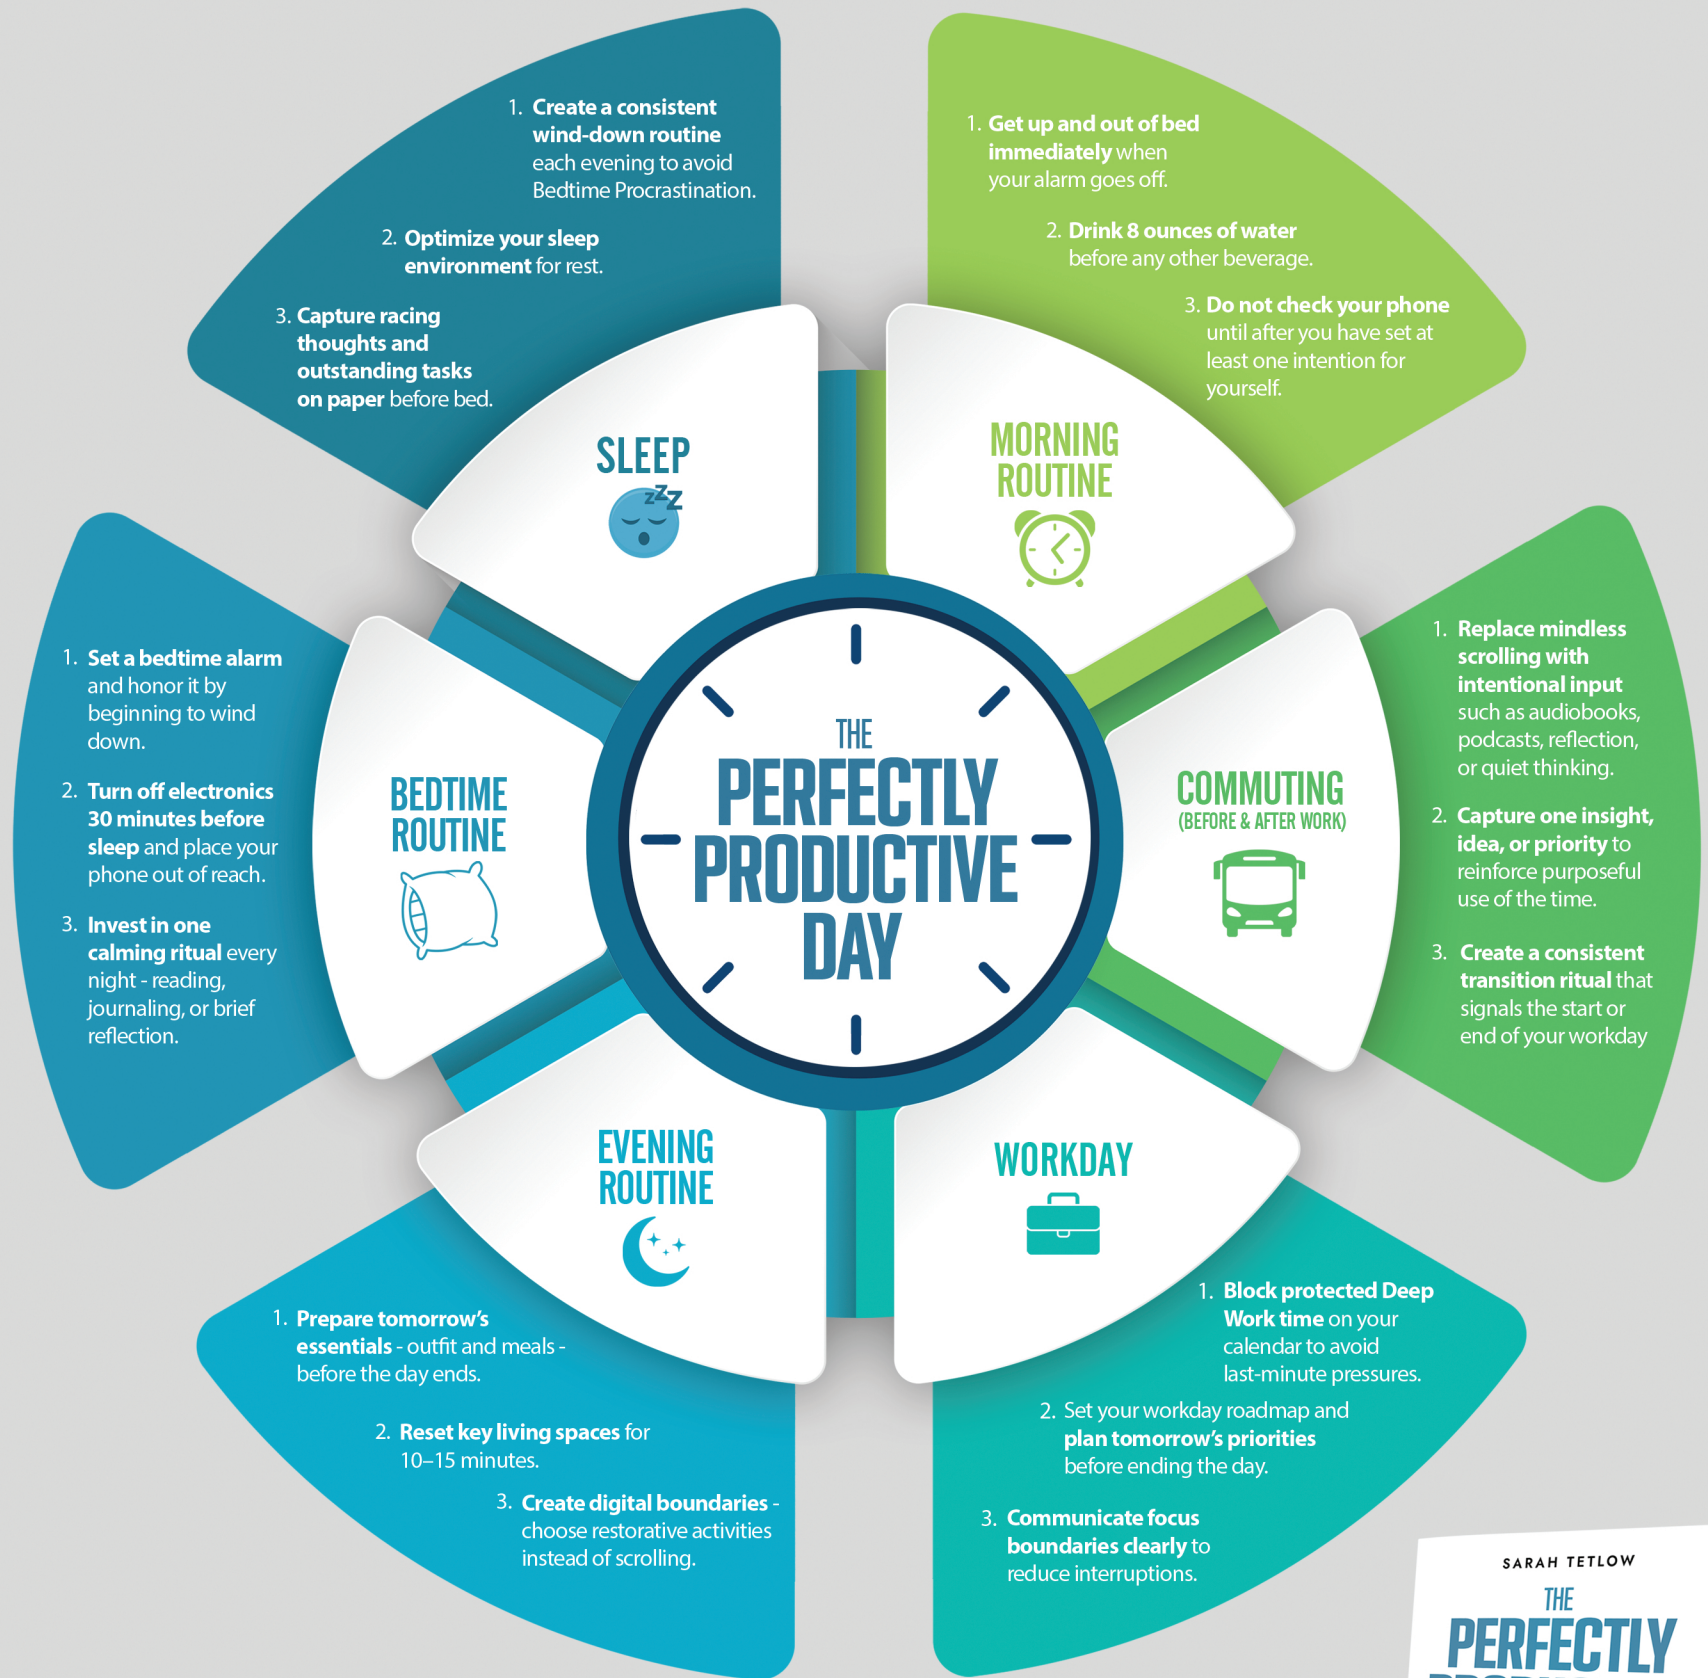 THE
PERFECTLY
PRODUCTIVE
DAY
MORNING
ROUTINE
1. Get up and out of bed
immediately when
your alarm goes off.
2. Drink 8 ounces of water
before any other beverage.
3. Do not check your phone
until after you have set at
least one intention for
yourself.
COMMUTING
(BEFORE & AFTER WORK)
1. Replace mindless
scrolling with
intentional input
such as audiobooks,
podcasts, reflection,
or quiet thinking.
2. Capture one insight,
idea, or priority to
reinforce purposeful
use of the time.
3. Create a consistent
transition ritual that
signals the start or
end of your workday
WORKDAY
1. Block protected Deep
Work time on your
calendar to avoid
last-minute pressures.
2. Set your workday roadmap and
plan tomorrow's priorities
before ending the day.
3. Communicate focus
boundaries clearly to
reduce interruptions.
EVENING
ROUTINE
1. Prepare tomorrow's
essentials - outfit and meals -
before the day ends.
2. Reset key living spaces for
10–15 minutes.
3. Create digital boundaries -
choose restorative activities
instead of scrolling.
BEDTIME
ROUTINE
1. Set a bedtime alarm
and honor it by
beginning to wind
down.
2. Turn off electronics
30 minutes before
sleep and place your
phone out of reach.
3. Invest in one
calming ritual every
night - reading,
journaling, or brief
reflection.
SLEEP
zzZ
1. Create a consistent
wind-down routine
each evening to avoid
Bedtime Procrastination.
2. Optimize your sleep
environment for rest.
3. Capture racing
thoughts and
outstanding tasks
on paper before bed.
SARAH TETLOW
THE
PERFECTLY